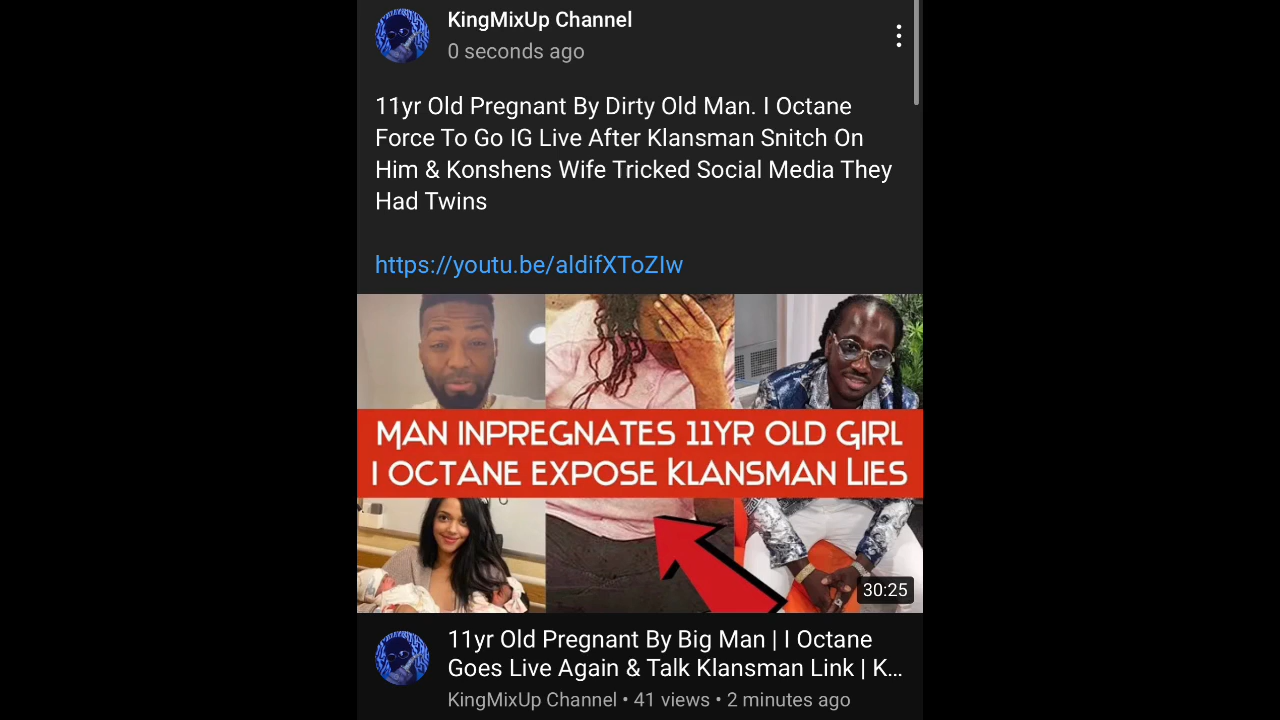 KingMixUp Channel
0 seconds ago
11yr Old Pregnant By Dirty Old Man. I Octane
Force To Go IG Live After Klansman Snitch On
Him & Konshens Wife Tricked Social Media They
Had Twins
https://youtu.be/aldifXToZIw
MAN INPREGNATES 11YR OLD GIRL
I OCTANE EXPOSE KLANSMAN LIES
30:25
11yr Old Pregnant By Big Man | I Octane
Goes Live Again & Talk Klansman Link | K...
KingMixUp Channel • 41 views • 2 minutes ago